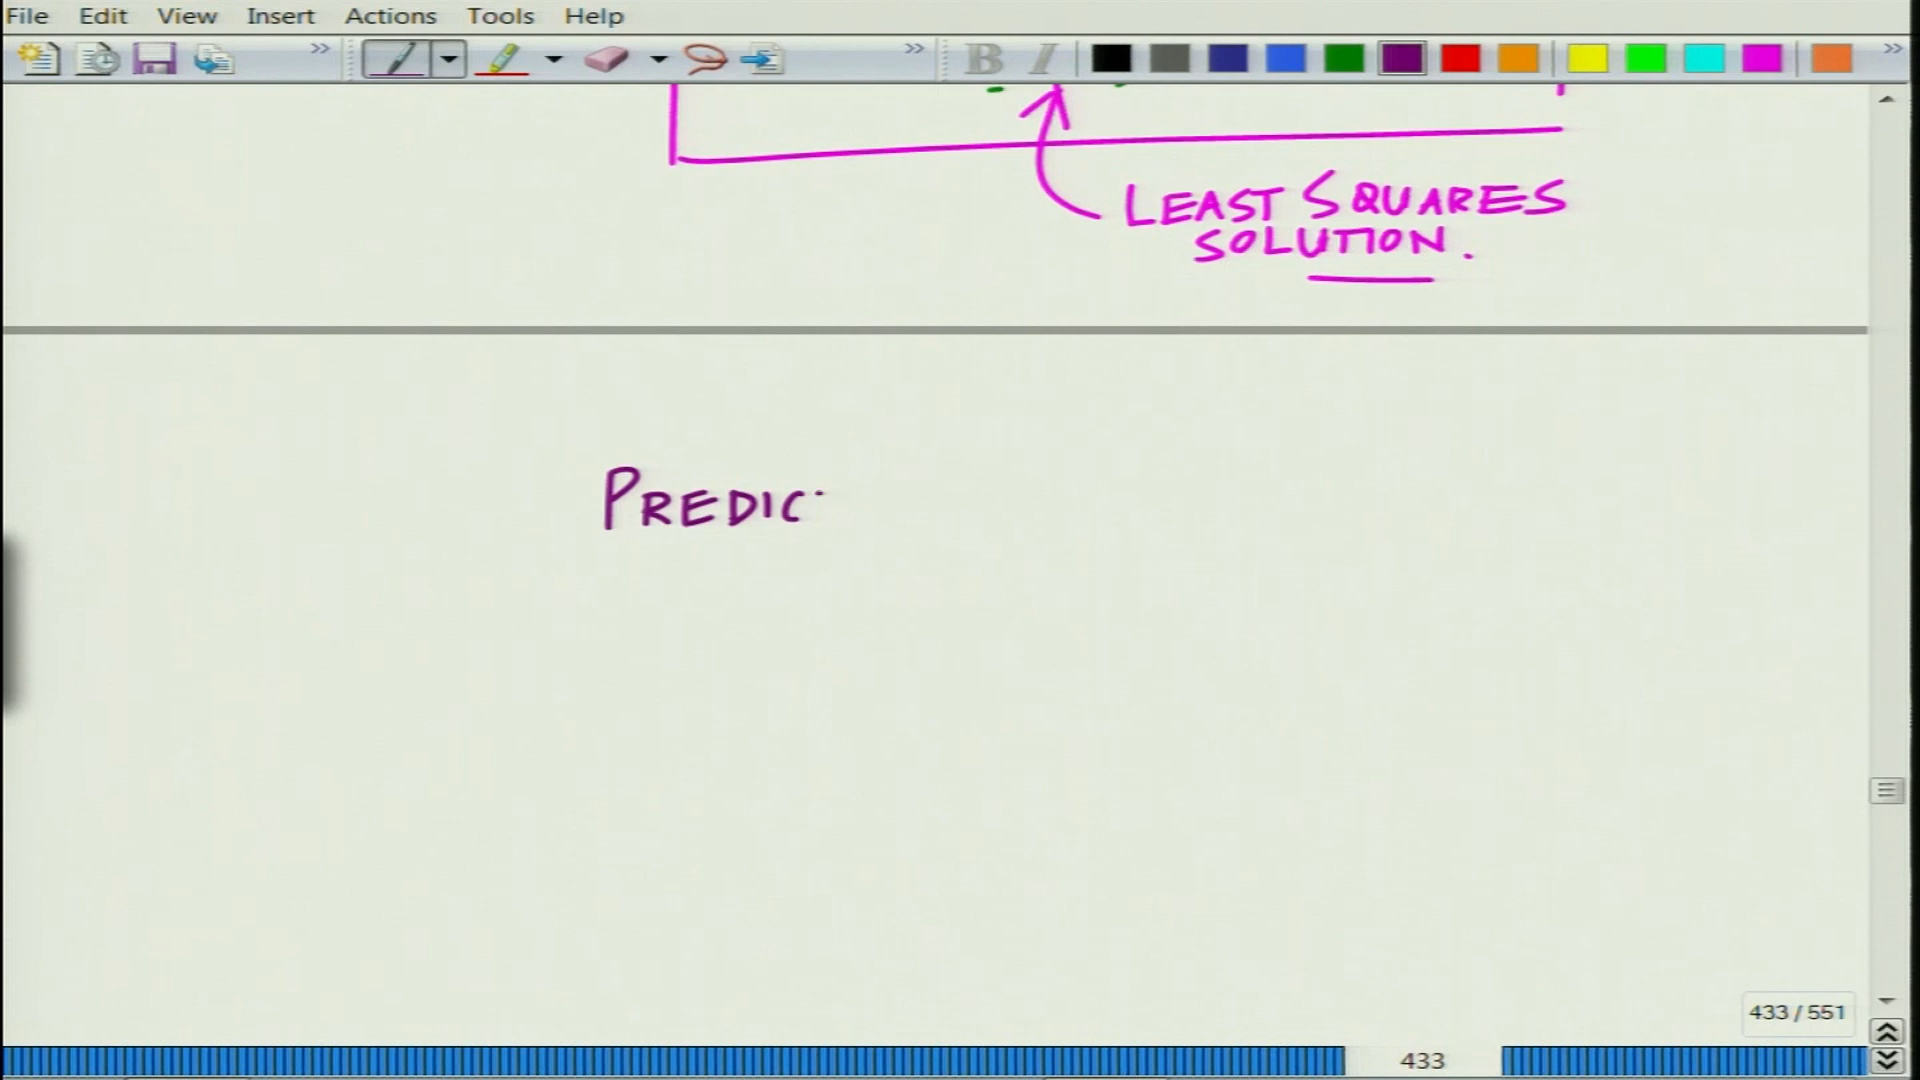 File Edit View Insert Actions Tools Help
B I
LEAST SQUARES
SOLUTION.
PREDIC
433 / 551
433